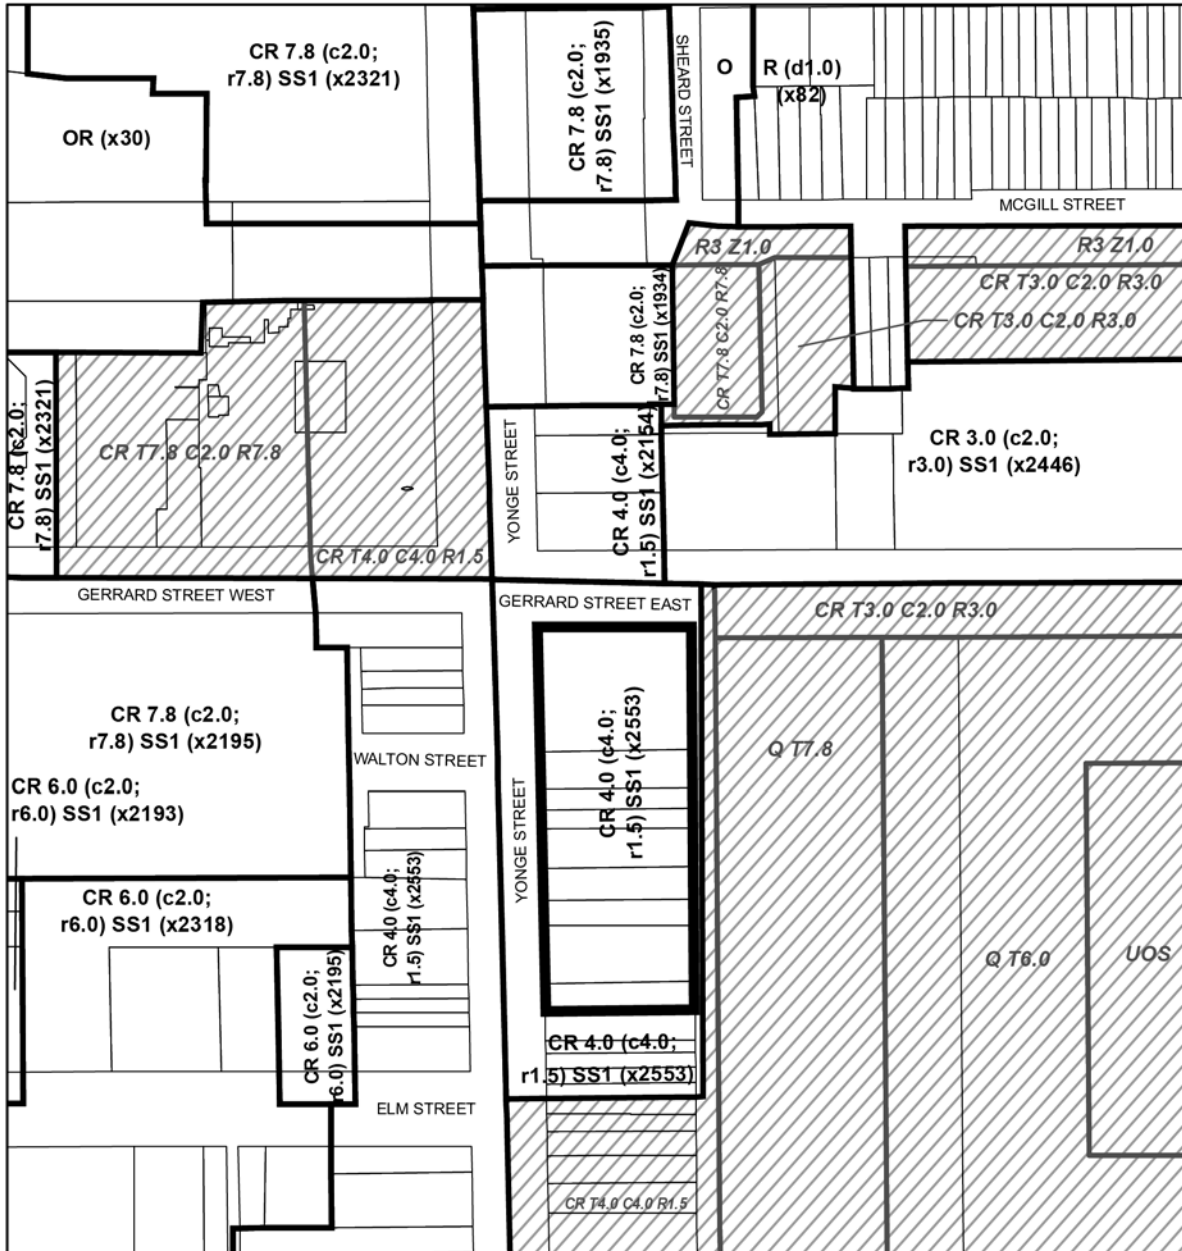 CR 7.8 (c2.0;
r7.8) SS1 (x2321)
OR (x30)
CR 7.8 (c2.0;
r7.8) SS1 (x1935)
SHEARD STREET
O
R (d1.0)
(x82)
MCGILL STREET
R3 Z1.0
R3 Z1.0
CR T3.0 C2.0 R3.0
CR T3.0 C2.0 R3.0
CR 7.8 (c2.0;
r7.8) SS1 (x1934)
CR T7.8 C2.0 R7.8
CR 7.8 (c2.0;
r7.8) SS1 (x2321)
CR T7.8 C2.0 R7.8
CR T4.0 C4.0 R1.5
YONGE STREET
CR 4.0 (c4.0;
r1.5) SS1 (x2154)
CR 3.0 (c2.0;
r3.0) SS1 (x2446)
GERRARD STREET WEST
GERRARD STREET EAST
CR T3.0 C2.0 R3.0
CR 7.8 (c2.0;
r7.8) SS1 (x2195)
WALTON STREET
CR 6.0 (c2.0;
r6.0) SS1 (x2193)
YONGE STREET
CR 4.0 (c4.0;
r1.5) SS1 (x2553)
Q T7.8
CR 6.0 (c2.0;
r6.0) SS1 (x2318)
CR 4.0 (c4.0;
r1.5) SS1 (x2553)
CR 6.0 (c2.0;
r6.0) SS1 (x2195)
Q T6.0
UOS
CR 4.0 (c4.0;
r1.5) SS1 (x2553)
ELM STREET
CR T4.0 C4.0 R1.5